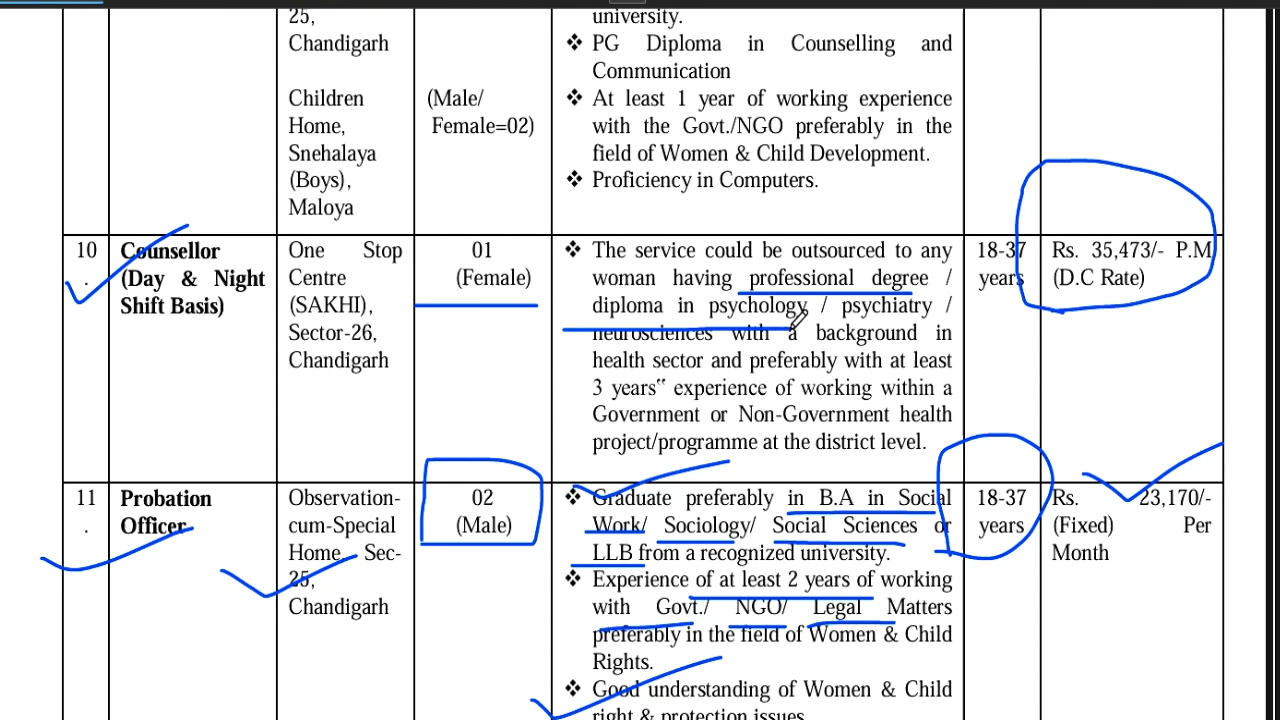 25,
Chandigarh
Children
Home,
Snehalaya
(Boys),
Maloya
(Male/
Female=02)
university.
❖ PG Diploma in Counselling and
Communication
❖ At least 1 year of working experience
with the Govt./NGO preferably in the
field of Women & Child Development.
❖ Proficiency in Computers.
10
.
Counsellor
(Day & Night
Shift Basis)
One Stop
Centre
(SAKHI),
Sector-26,
Chandigarh
01
(Female)
❖ The service could be outsourced to any
woman having professional degree /
diploma in psychology / psychiatry /
neurosciences with a background in
health sector and preferably with at least
3 years‟ experience of working within a
Government or Non-Government health
project/programme at the district level.
18-37
years
Rs. 35,473/- P.M
(D.C Rate)
11
.
Probation
Officer
Observation-
cum-Special
Home, Sec-
25,
Chandigarh
02
(Male)
❖ Graduate preferably in B.A in Social
Work/ Sociology/ Social Sciences or
LLB from a recognized university.
❖ Experience of at least 2 years of working
with Govt./ NGO/ Legal Matters
preferably in the field of Women & Child
Rights.
❖ Good understanding of Women & Child
right & protection issues.
18-37
years
Rs. 23,170/-
(Fixed) Per
Month